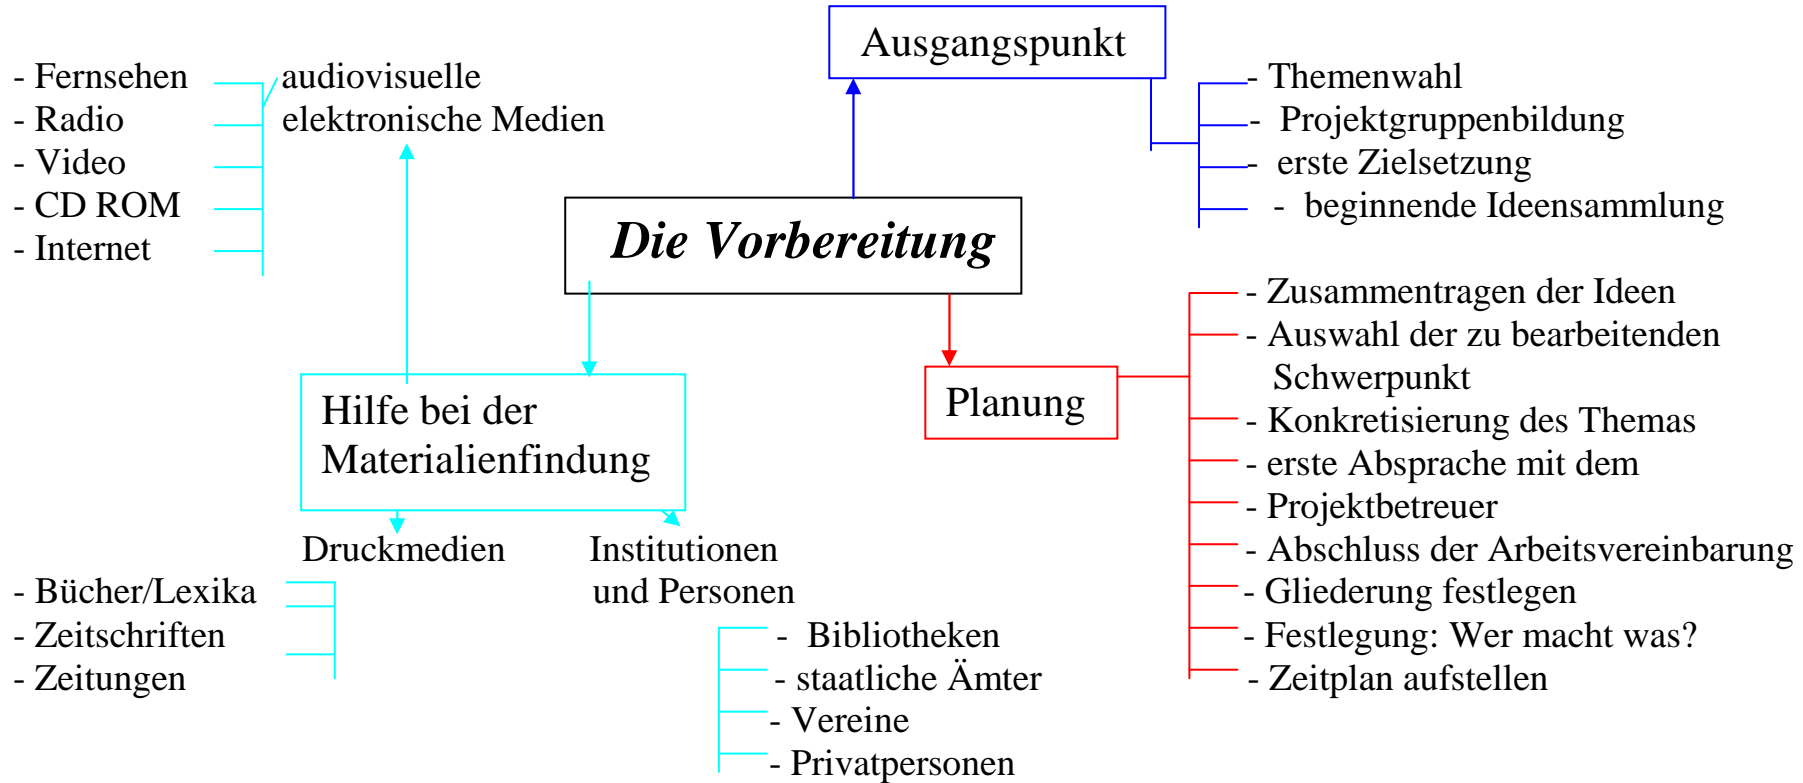 Ausgangspunkt
- Fernsehen
- Radio
- Video
- CD ROM
- Internet
audiovisuelle
elektronische Medien
- Themenwahl
- Projektgruppenbildung
- erste Zielsetzung
- beginnende Ideensammlung
Die Vorbereitung
Hilfe bei der
Materialienfindung
Planung
- Zusammentragen der Ideen
- Auswahl der zu bearbeitenden
Schwerpunkt
- Konkretisierung des Themas
- erste Absprache mit dem
- Projektbetreuer
- Abschluss der Arbeitsvereinbarung
- Gliederung festlegen
- Festlegung: Wer macht was?
- Zeitplan aufstellen
Druckmedien
- Bücher/Lexika
- Zeitschriften
- Zeitungen
Institutionen
und Personen
- Bibliotheken
- staatliche Ämter
- Vereine
- Privatpersonen